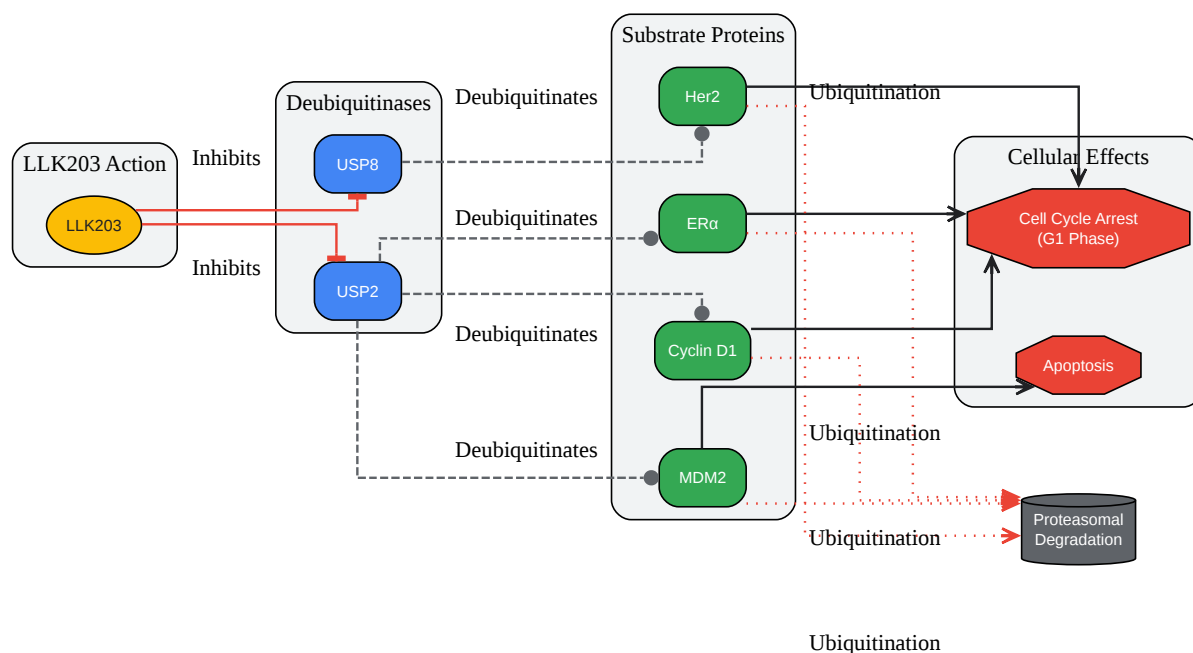 Substrate Proteins
Her2
Ubiquitination
Deubiquitinates
Deubiquitinases
LLK203 Action
Inhibits
USP8
Cellular Effects
LLK203
Deubiquitinates
ERα
Cell Cycle Arrest
(G1 Phase)
Inhibits
USP2
Deubiquitinates
Cyclin D1
Apoptosis
Ubiquitination
Deubiquitinates
MDM2
Proteasomal
Degradation
Ubiquitination
Ubiquitination